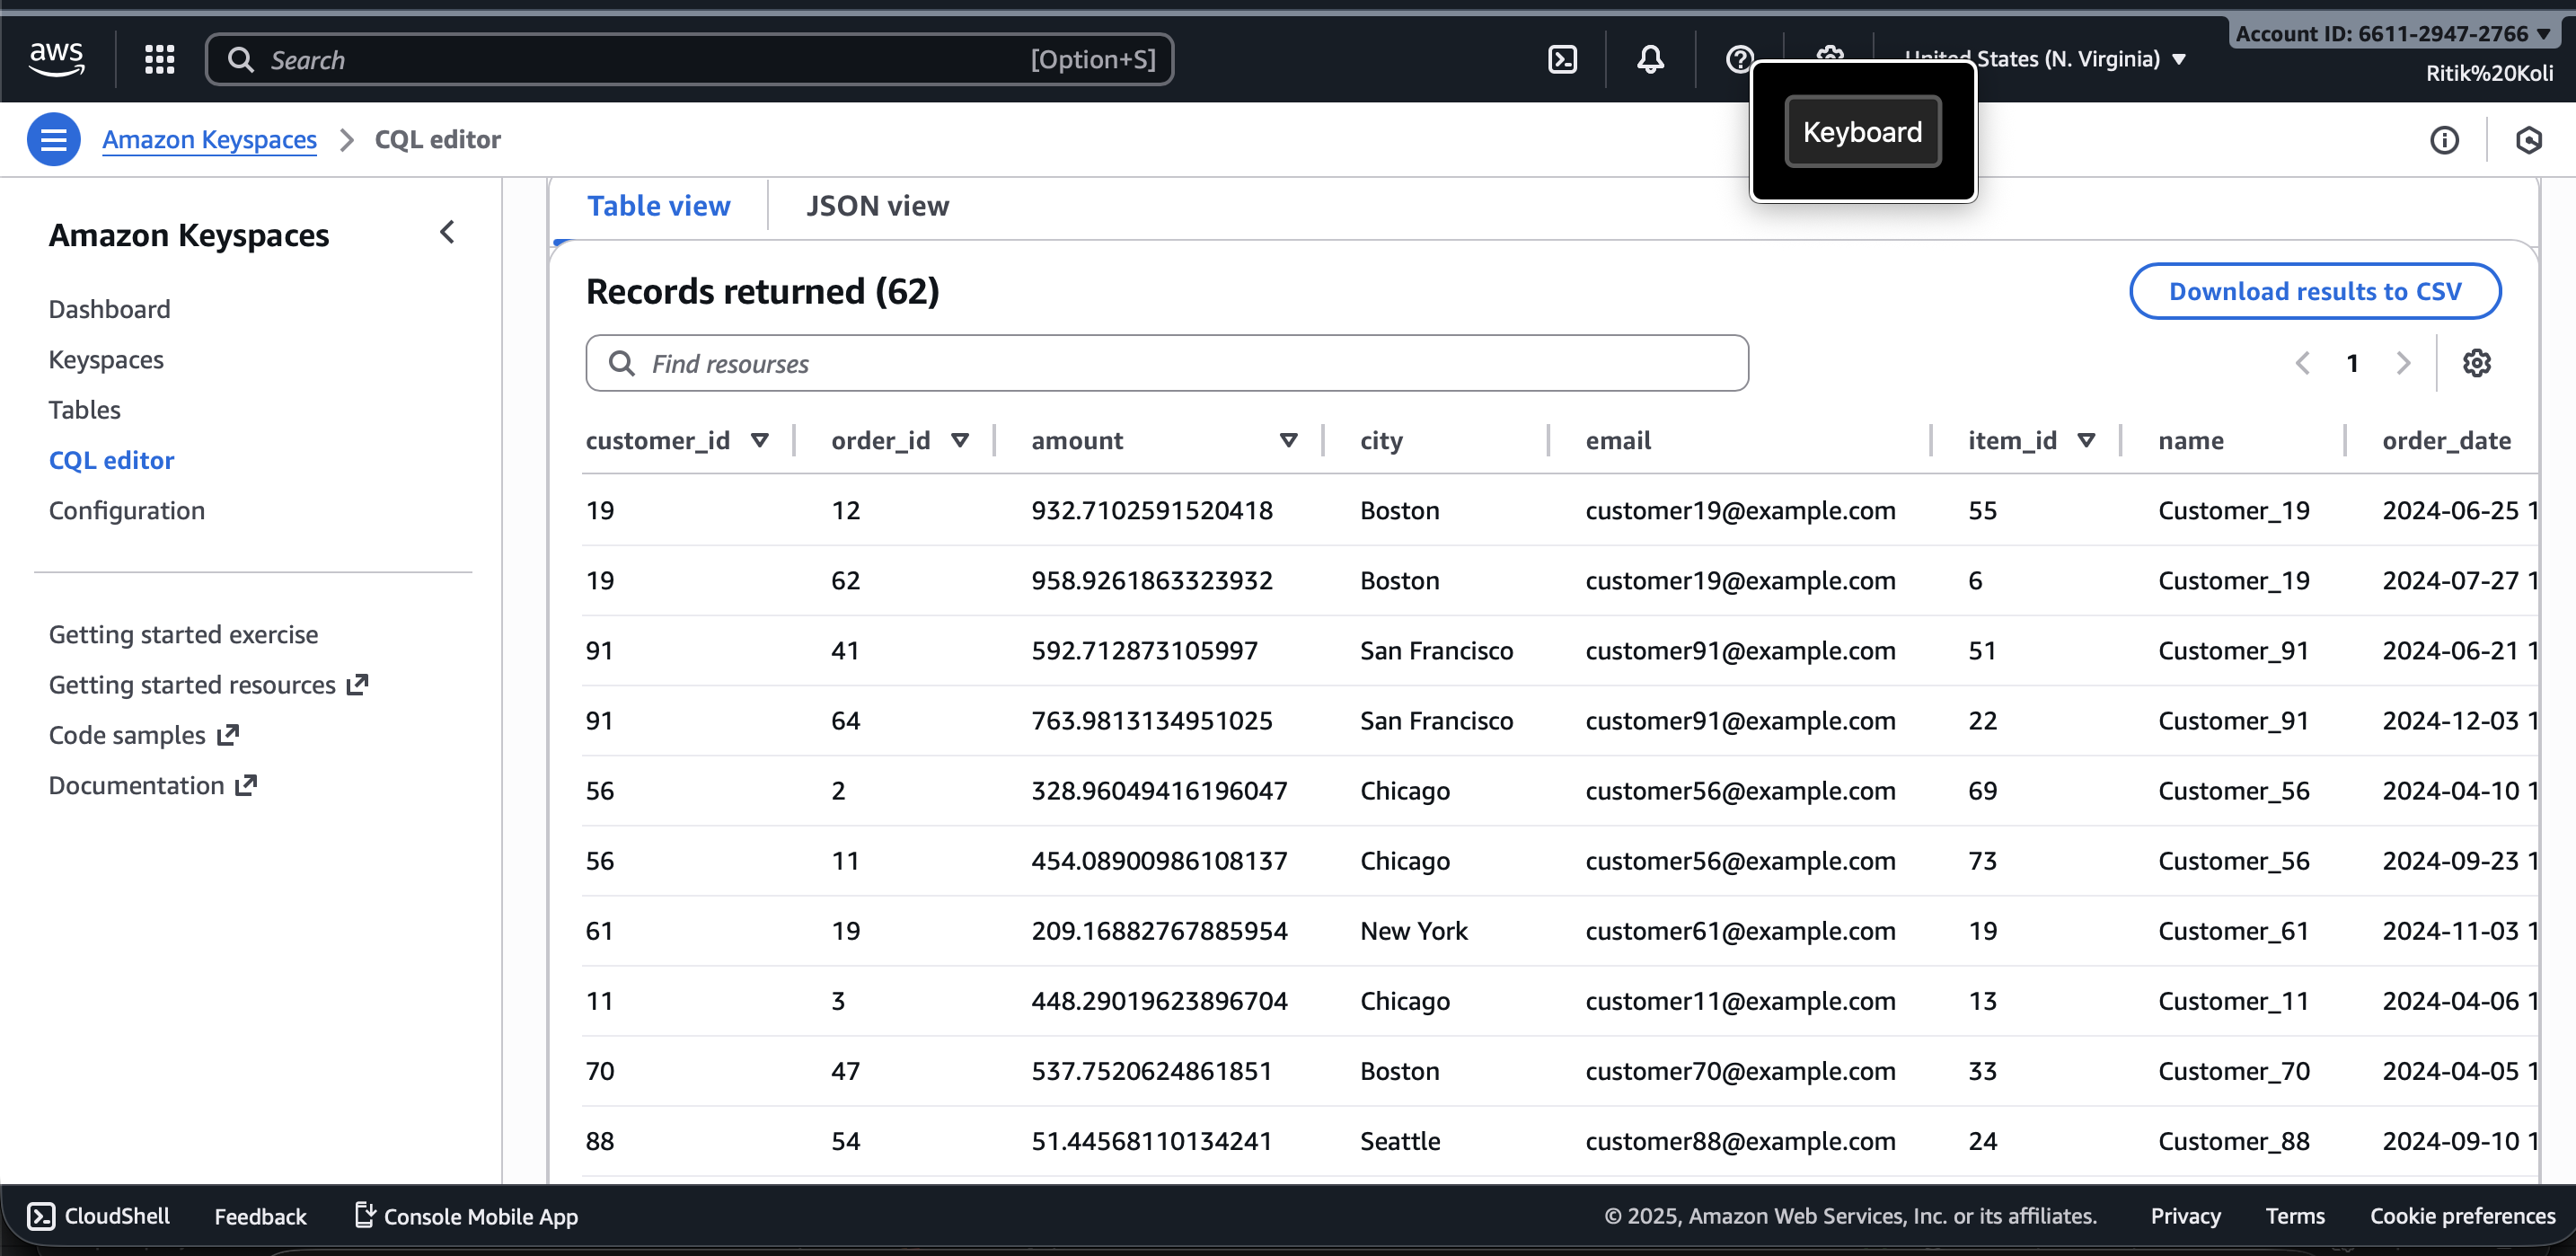 Account ID: 6611-2947-2766
aws
Search
[Option+S]
United States (N. Virginia)
Ritik%20Koli
Keyboard
Amazon Keyspaces
CQL editor
Amazon Keyspaces
Dashboard
Keyspaces
Tables
CQL editor
Configuration
Getting started exercise
Getting started resources
Code samples
Documentation
Table view
JSON view
Records returned (62)
Download results to CSV
Find resourses
1
customer_id order_id amount city email item_id name order_date
19 12 932.7102591520418 Boston customer19@example.com 55 Customer_19 2024-06-25 1
19 62 958.9261863323932 Boston customer19@example.com 6 Customer_19 2024-07-27 1
91 41 592.712873105997 San Francisco customer91@example.com 51 Customer_91 2024-06-21 1
91 64 763.9813134951025 San Francisco customer91@example.com 22 Customer_91 2024-12-03 1
56 2 328.96049416196047 Chicago customer56@example.com 69 Customer_56 2024-04-10 1
56 11 454.08900986108137 Chicago customer56@example.com 73 Customer_56 2024-09-23 1
61 19 209.16882767885954 New York customer61@example.com 19 Customer_61 2024-11-03 1
11 3 448.29019623896704 Chicago customer11@example.com 13 Customer_11 2024-04-06 1
70 47 537.7520624861851 Boston customer70@example.com 33 Customer_70 2024-04-05 1
88 54 51.44568110134241 Seattle customer88@example.com 24 Customer_88 2024-09-10 1
CloudShell
Feedback
Console Mobile App
© 2025, Amazon Web Services, Inc. or its affiliates.
Privacy
Terms
Cookie preferences